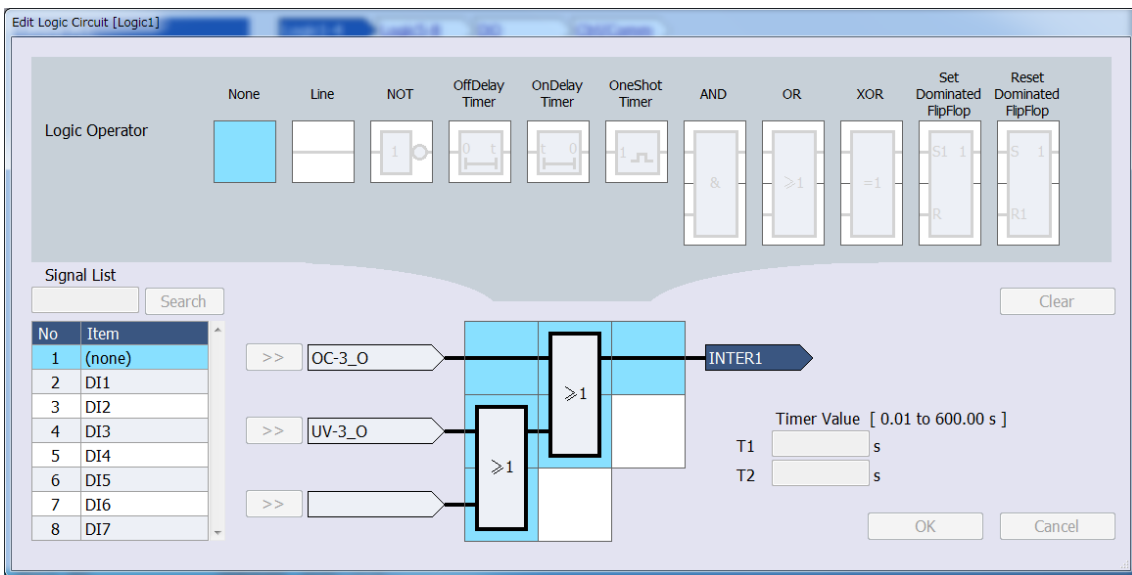 Edit Logic Circuit [Logic1]
None
Line
NOT
OffDelay
Timer
OnDelay
Timer
OneShot
Timer
AND
OR
XOR
Set
Dominated
FlipFlop
Reset
Dominated
FlipFlop
Logic Operator
1
0 t
t 0
1
&
≥1
=1
S1 1
R
S 1
R1
Signal List
Search
Clear
No Item
1 (none)
2 DI1
3 DI2
4 DI3
5 DI4
6 DI5
7 DI6
8 DI7
>> OC-3_O
>> UV-3_O
>>
≥1
≥1
INTER1
Timer Value [ 0.01 to 600.00 s ]
T1 s
T2 s
OK
Cancel